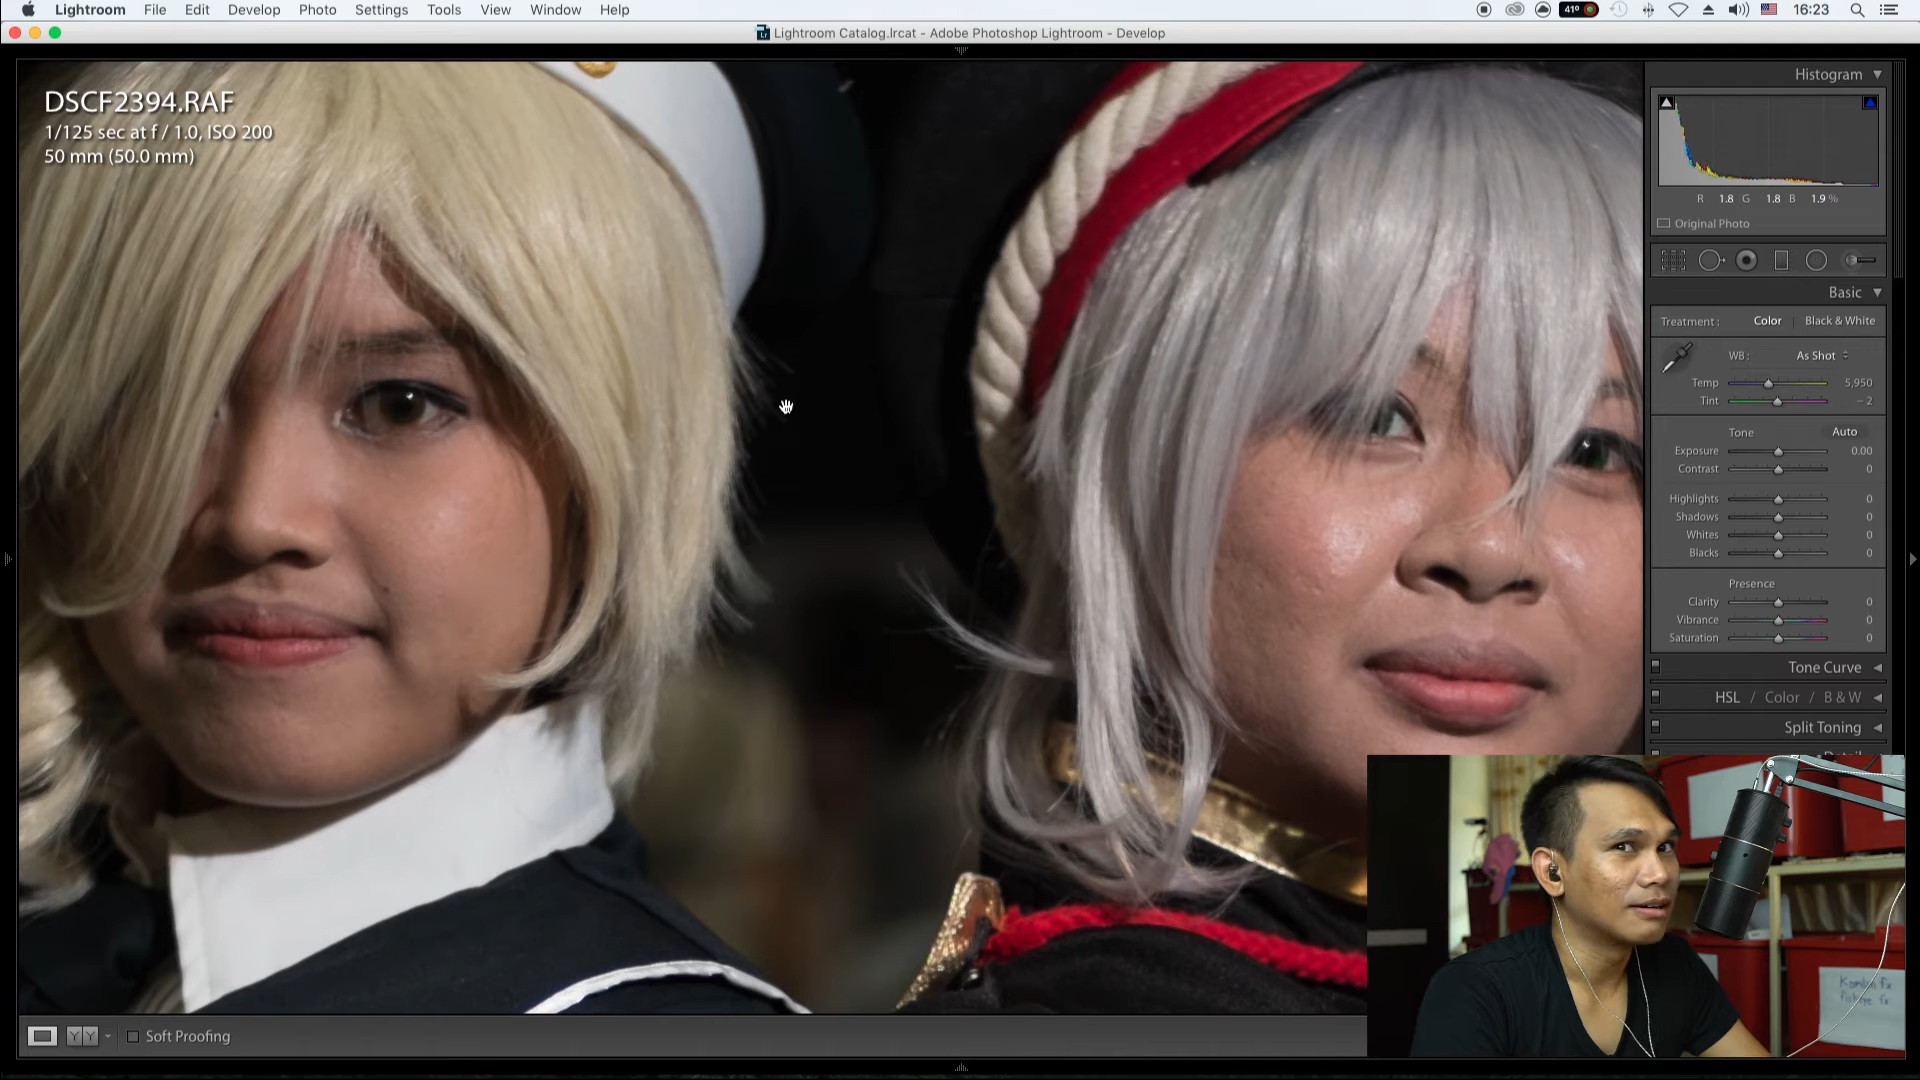 Lightroom File Edit Develop Photo Settings Tools View Window Help 41° 16:23
Lightroom Catalog.lrcat - Adobe Photoshop Lightroom - Develop
DSCF2394.RAF
1/125 sec at f / 1.0, ISO 200
50 mm (50.0 mm)
Histogram
R 1.8 G 1.8 B 1.9 %
Original Photo
Basic
Treatment : Color Black & White
WB : As Shot
Temp 5,950
Tint – 2
Tone Auto
Exposure 0.00
Contrast 0
Highlights 0
Shadows 0
Whites 0
Blacks 0
Presence
Clarity 0
Vibrance 0
Saturation 0
Tone Curve
HSL / Color / B & W
Split Toning
Detail
Y Y Soft Proofing